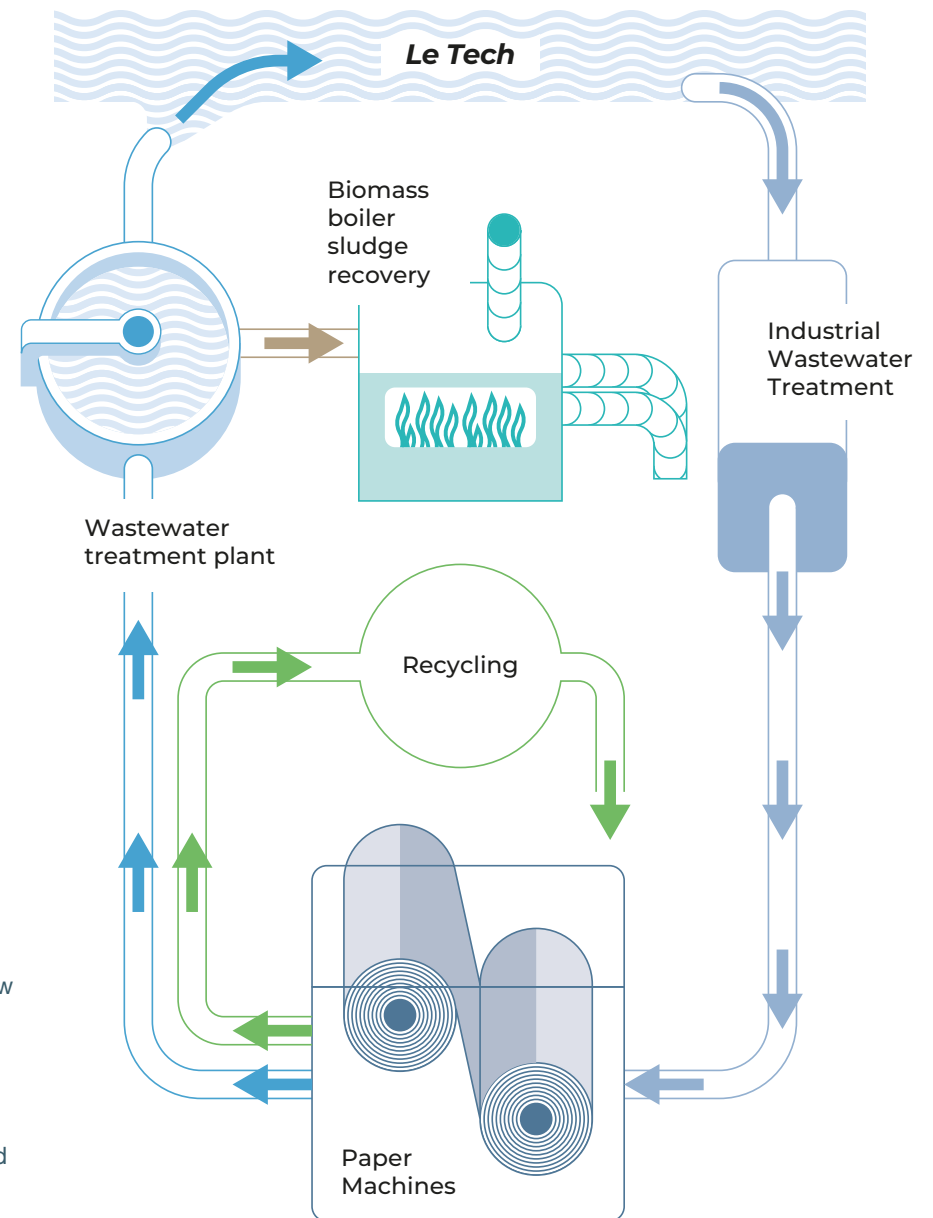 Le Tech
Biomass
boiler
sludge
recovery
Industrial
Wastewater
Treatment
Wastewater
treatment plant
Recycling
w
d
Paper
Machines